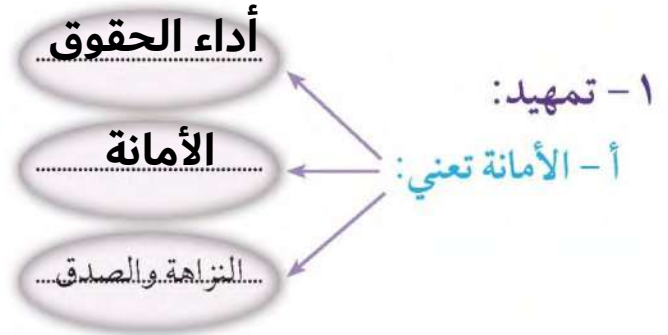 ١ – تمهيد:
أ – الأمانة تعني:
أداء الحقوق
الأمانة
النزاهة والصدق